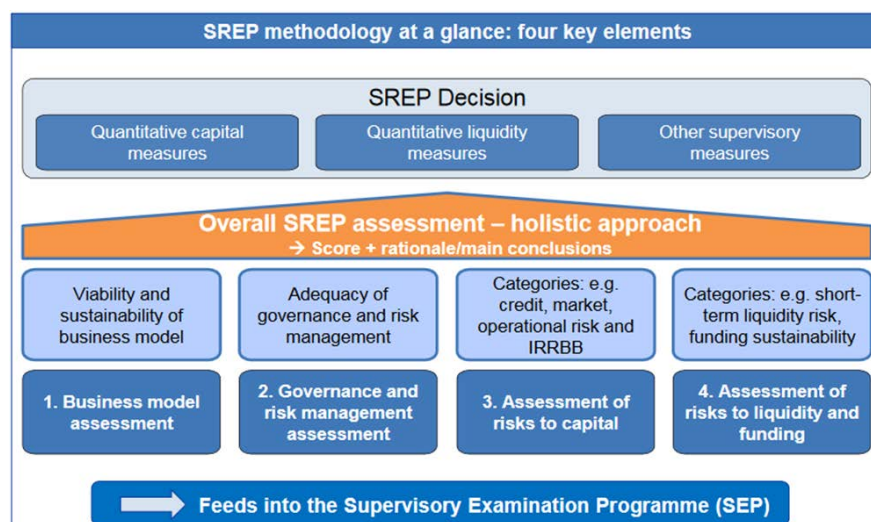 SREP methodology at a glance: four key elements
SREP Decision
Quantitative capital
measures
Quantitative liquidity
measures
Other supervisory
measures
Overall SREP assessment – holistic approach
→ Score + rationale/main conclusions
Viability and
sustainability of
business model
Adequacy of
governance and risk
management
Categories: e.g.
credit, market,
operational risk and
IRRBB
Categories: e.g. short-
term liquidity risk,
funding sustainability
1. Business model
assessment
2. Governance and
risk management
assessment
3. Assessment of
risks to capital
4. Assessment of
risks to liquidity and
funding
Feeds into the Supervisory Examination Programme (SEP)